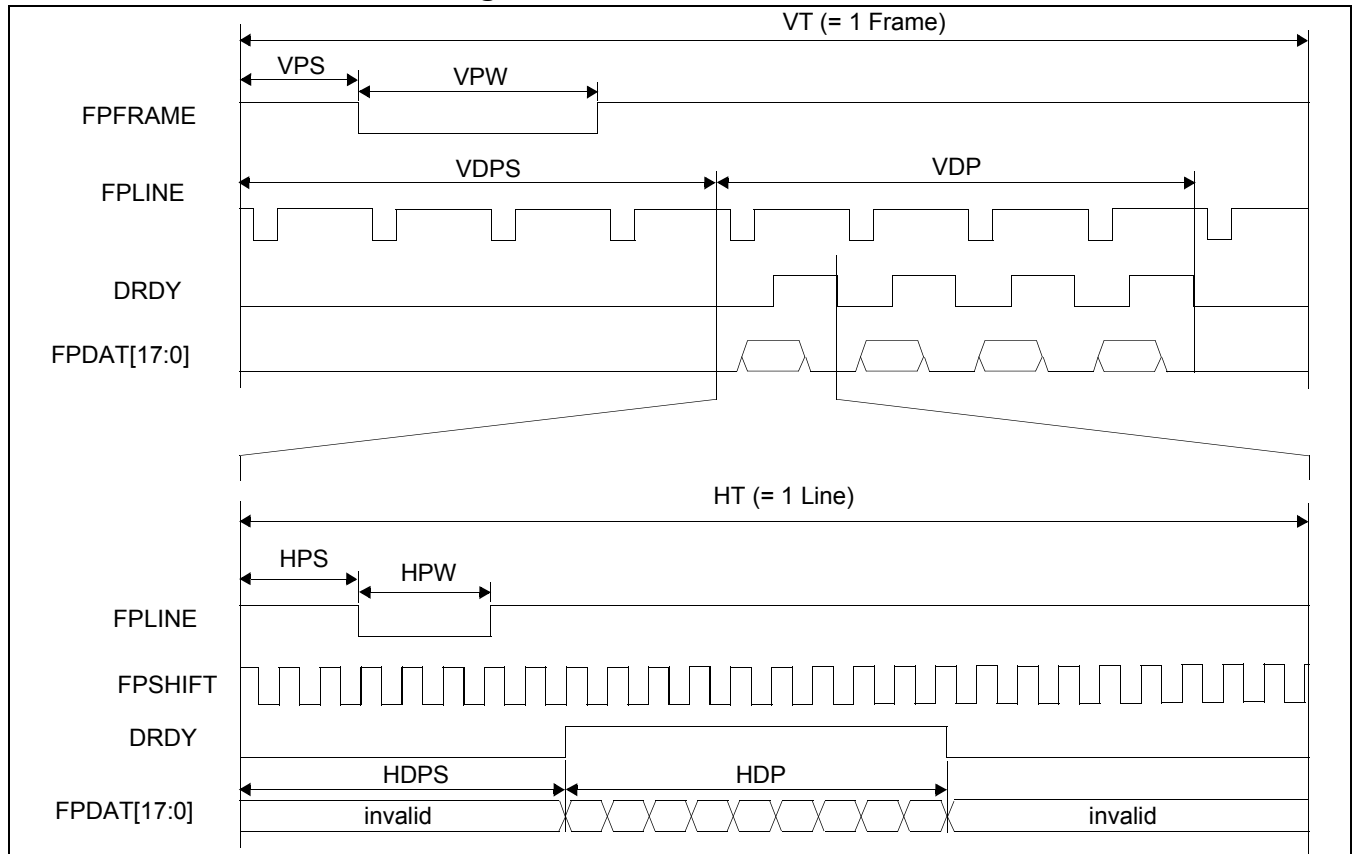 VT (= 1 Frame)
VPS
VPW
FPFRAME
VDPS
VDP
FPLINE
DRDY
FPDAT[17:0]
HT (= 1 Line)
HPS
HPW
FPLINE
FPSHIFT
DRDY
HDPS
HDP
FPDAT[17:0]
invalid
invalid